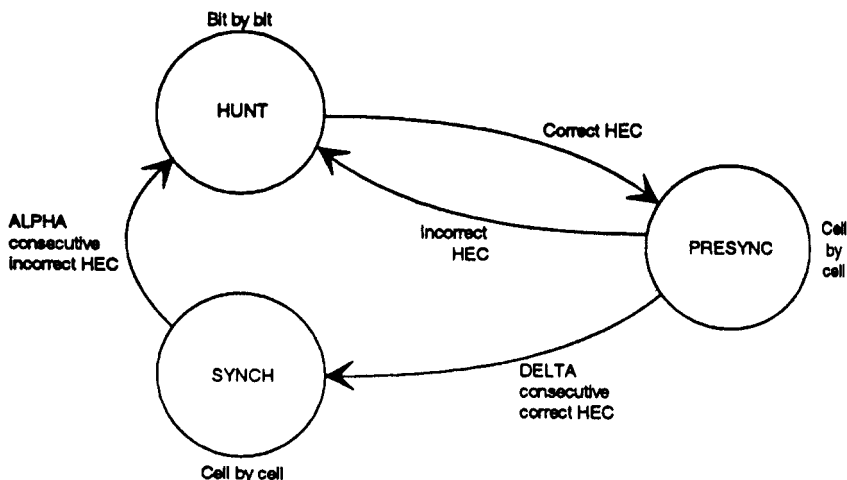 Bit by bit
HUNT
Correct HEC
Incorrect
HEC
ALPHA
consecutive
incorrect HEC
PRESYNC
Cell
by
cell
SYNCH
DELTA
consecutive
correct HEC
Cell by cell